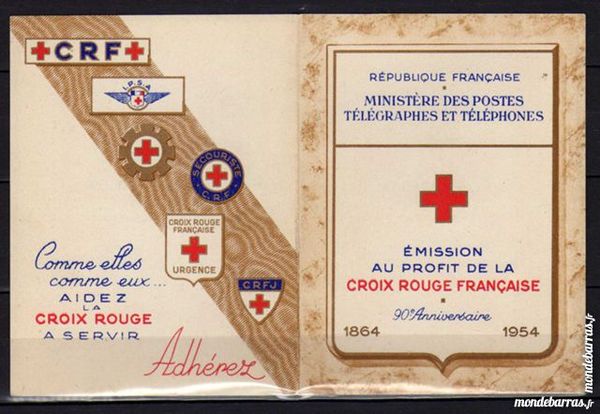 CRF
I.P.S.A
SECOURISTE
C.R.F.
CROIX ROUGE
FRANÇAISE
URGENCE
CRFJ
Comme elles
comme eux...
AIDEZ
LA
CROIX ROUGE
A SERVIR
Adhérez
RÉPUBLIQUE FRANÇAISE
MINISTÈRE DES POSTES
TÉLÉGRAPHES ET TÉLÉPHONES
ÉMISSION
AU PROFIT DE LA
CROIX ROUGE FRANÇAISE
90e Anniversaire
1864 1954
mondebarras.fr
mondebarras.fr